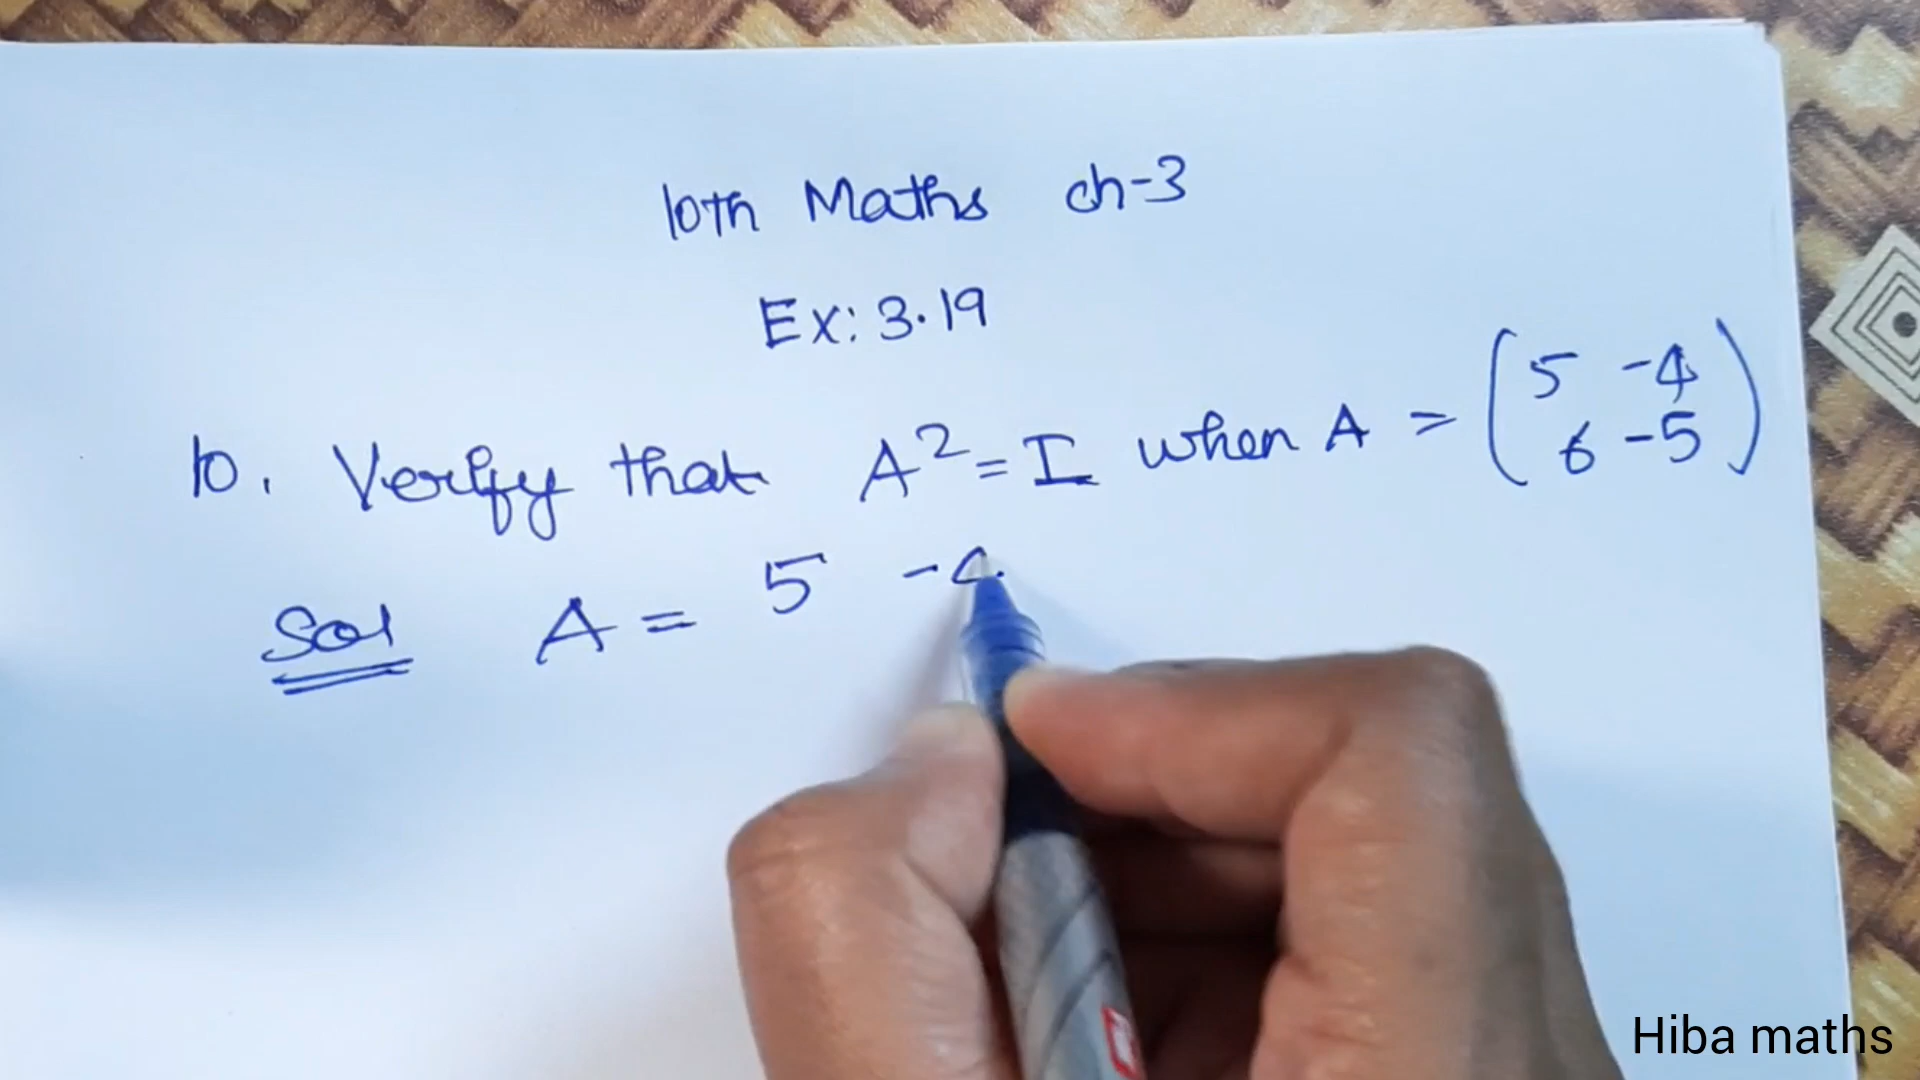 10th Maths ch-3
Ex: 3.19
10. Verify that A² = I when A = (5 -4
6 -5)
Sol A = 5 -4
Hiba maths